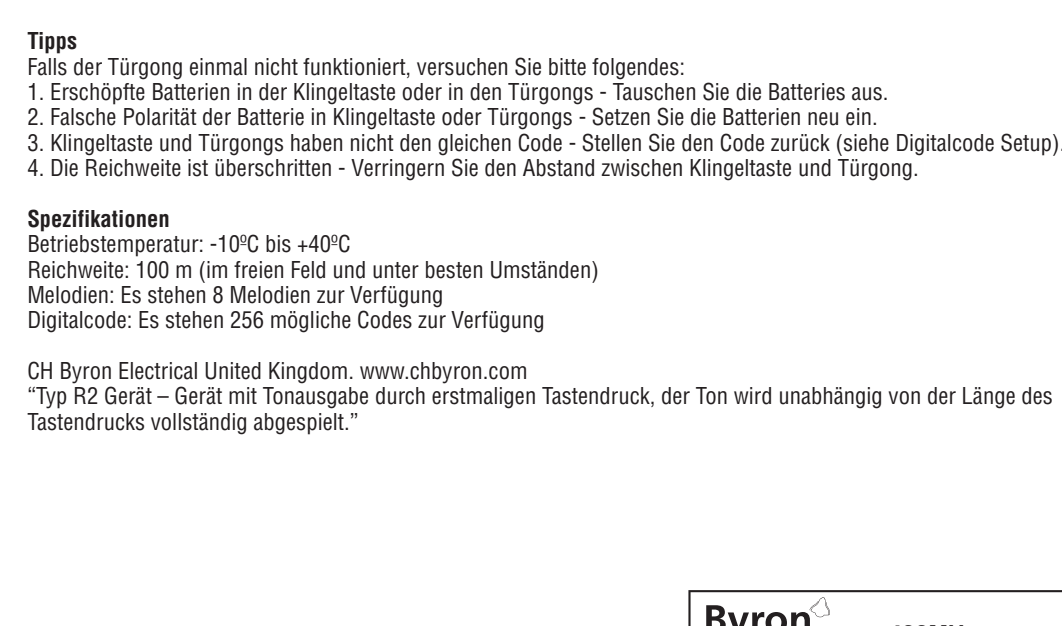 Tipps
Falls der Türgong einmal nicht funktioniert, versuchen Sie bitte folgendes:
1. Erschöpfte Batterien in der Klingeltaste oder in den Türgongs - Tauschen Sie die Batteries aus.
2. Falsche Polarität der Batterie in Klingeltaste oder Türgongs - Setzen Sie die Batterien neu ein.
3. Klingeltaste und Türgongs haben nicht den gleichen Code - Stellen Sie den Code zurück (siehe Digitalcode Setup).
4. Die Reichweite ist überschritten - Verringern Sie den Abstand zwischen Klingeltaste und Türgong.
Spezifikationen
Betriebstemperatur: -10ºC bis +40ºC
Reichweite: 100 m (im freien Feld und unter besten Umständen)
Melodien: Es stehen 8 Melodien zur Verfügung
Digitalcode: Es stehen 256 mögliche Codes zur Verfügung
CH Byron Electrical United Kingdom. www.chbyron.com
“Typ R2 Gerät – Gerät mit Tonausgabe durch erstmaligen Tastendruck, der Ton wird unabhängig von der Länge des
Tastendrucks vollständig abgespielt.”
Byron